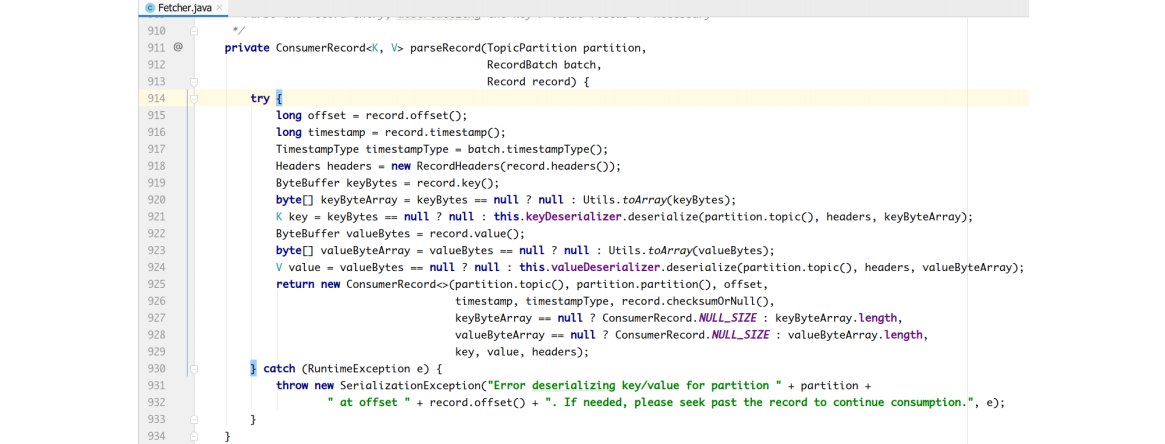 Fetcher.java
910 */
911 @ private ConsumerRecord<K, V> parseRecord(TopicPartition partition,
912 RecordBatch batch,
913 Record record) {
914 try {
915 long offset = record.offset();
916 long timestamp = record.timestamp();
917 TimestampType timestampType = batch.timestampType();
918 Headers headers = new RecordHeaders(record.headers());
919 ByteBuffer keyBytes = record.key();
920 byte[] keyByteArray = keyBytes == null ? null : Utils.toArray(keyBytes);
921 K key = keyBytes == null ? null : this.keyDeserializer.deserialize(partition.topic(), headers, keyByteArray);
922 ByteBuffer valueBytes = record.value();
923 byte[] valueByteArray = valueBytes == null ? null : Utils.toArray(valueBytes);
924 V value = valueBytes == null ? null : this.valueDeserializer.deserialize(partition.topic(), headers, valueByteArray);
925 return new ConsumerRecord<>(partition.topic(), partition.partition(), offset,
926 timestamp, timestampType, record.checksumOrNull(),
927 keyByteArray == null ? ConsumerRecord.NULL_SIZE : keyByteArray.length,
928 valueByteArray == null ? ConsumerRecord.NULL_SIZE : valueByteArray.length,
929 key, value, headers);
930 } catch (RuntimeException e) {
931 throw new SerializationException("Error deserializing key/value for partition " + partition +
932 " at offset " + record.offset() + ". If needed, please seek past the record to continue consumption.", e);
933 }
934 }